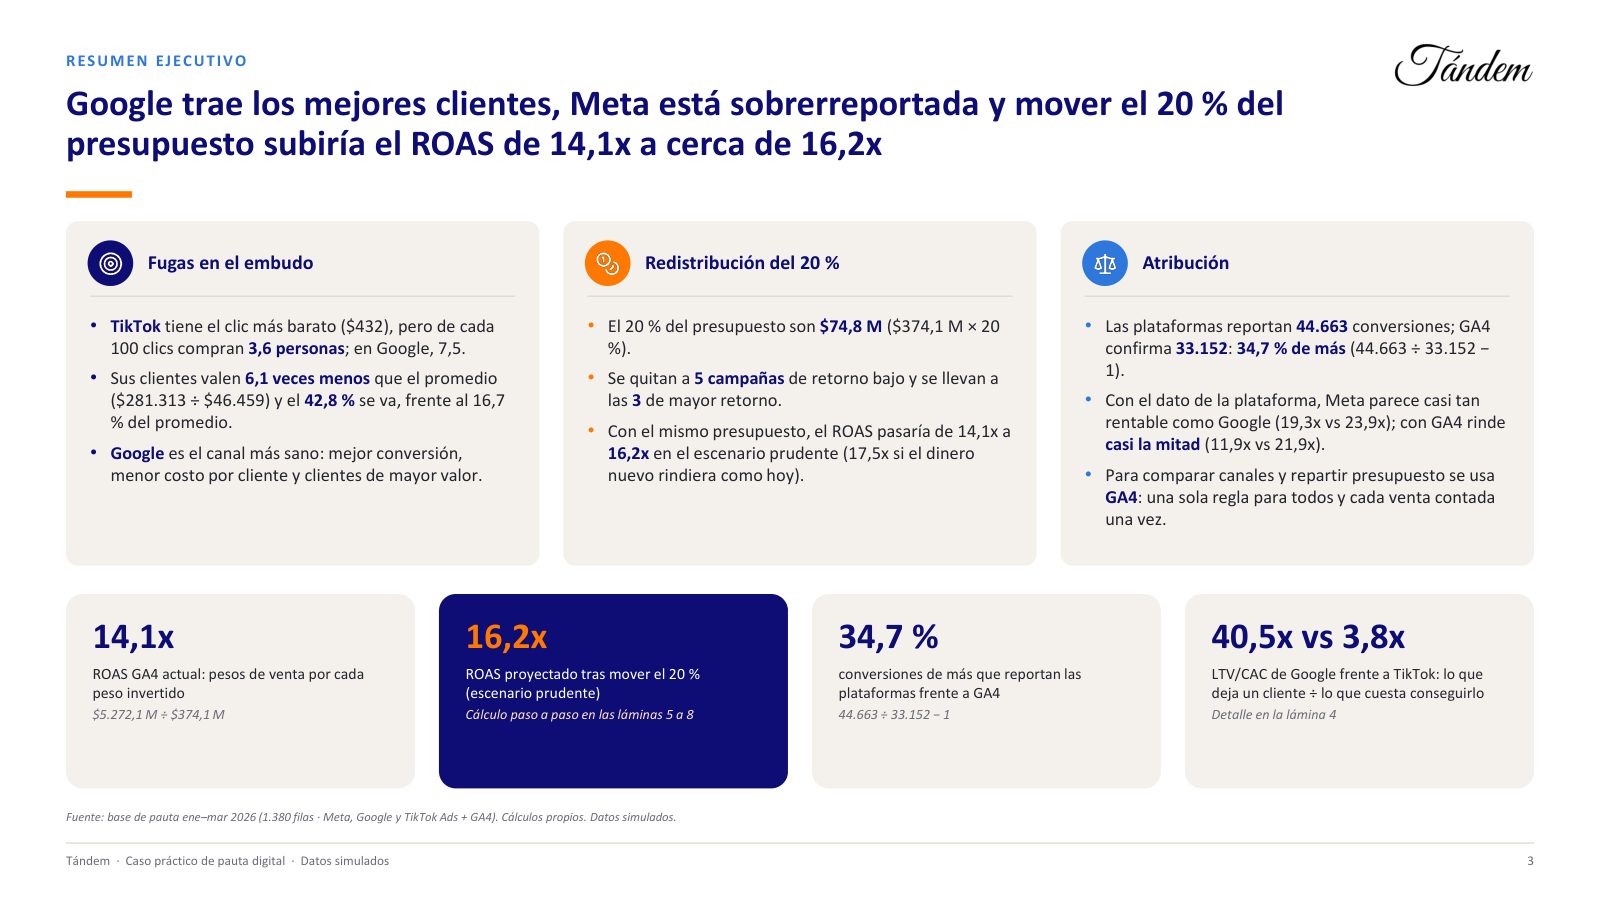 RESUMEN EJECUTIVO
Tándem
Google trae los mejores clientes, Meta está sobrerreportada y mover el 20 % del
presupuesto subiría el ROAS de 14,1x a cerca de 16,2x
Fugas en el embudo
• TikTok tiene el clic más barato ($432), pero de cada
100 clics compran 3,6 personas; en Google, 7,5.
• Sus clientes valen 6,1 veces menos que el promedio
($281.313 ÷ $46.459) y el 42,8 % se va, frente al 16,7
% del promedio.
• Google es el canal más sano: mejor conversión,
menor costo por cliente y clientes de mayor valor.
Redistribución del 20 %
• El 20 % del presupuesto son $74,8 M ($374,1 M × 20
%).
• Se quitan a 5 campañas de retorno bajo y se llevan a
las 3 de mayor retorno.
• Con el mismo presupuesto, el ROAS pasaría de 14,1x a
16,2x en el escenario prudente (17,5x si el dinero
nuevo rindiera como hoy).
Atribución
• Las plataformas reportan 44.663 conversiones; GA4
confirma 33.152: 34,7 % de más (44.663 ÷ 33.152 −
1).
• Con el dato de la plataforma, Meta parece casi tan
rentable como Google (19,3x vs 23,9x); con GA4 rinde
casi la mitad (11,9x vs 21,9x).
• Para comparar canales y repartir presupuesto se usa
GA4: una sola regla para todos y cada venta contada
una vez.
14,1x
ROAS GA4 actual: pesos de venta por cada
peso invertido
$5.272,1 M ÷ $374,1 M
16,2x
ROAS proyectado tras mover el 20 %
(escenario prudente)
Cálculo paso a paso en las láminas 5 a 8
34,7 %
conversiones de más que reportan las
plataformas frente a GA4
44.663 ÷ 33.152 − 1
40,5x vs 3,8x
LTV/CAC de Google frente a TikTok: lo que
deja un cliente ÷ lo que cuesta conseguirlo
Detalle en la lámina 4
Fuente: base de pauta ene–mar 2026 (1.380 filas · Meta, Google y TikTok Ads + GA4). Cálculos propios. Datos simulados.
Tándem · Caso práctico de pauta digital · Datos simulados
3